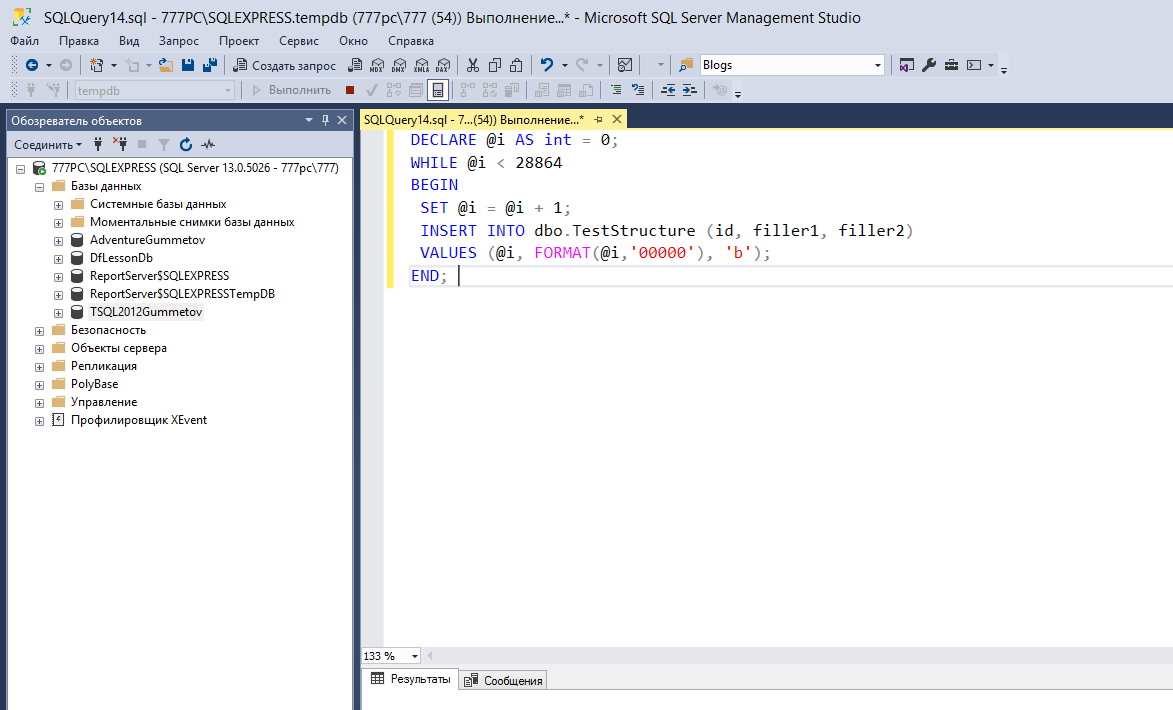 SQLQuery14.sql - 777PC\SQLEXPRESS.tempdb (777pc\777 (54)) Выполнение...* - Microsoft SQL Server Management Studio
Файл Правка Вид Запрос Проект Сервис Окно Справка
Создать запрос MDX DMX XMLA DAX Blogs
tempdb Выполнить
Обозреватель объектов
SQLQuery14.sql - 7...(54)) Выполнение...*
Соединить
777PC\SQLEXPRESS (SQL Server 13.0.5026 - 777pc\777)
Базы данных
Системные базы данных
Моментальные снимки базы данных
AdventureGummetov
DfLessonDb
ReportServer$SQLEXPRESS
ReportServer$SQLEXPRESSTempDB
TSQL2012Gummetov
Безопасность
Объекты сервера
Репликация
PolyBase
Управление
Профилировщик XEvent
DECLARE @i AS int = 0;
WHILE @i < 28864
BEGIN
SET @i = @i + 1;
INSERT INTO dbo.TestStructure (id, filler1, filler2)
VALUES (@i, FORMAT(@i,'00000'), 'b');
END;
133 %
Результаты Сообщения